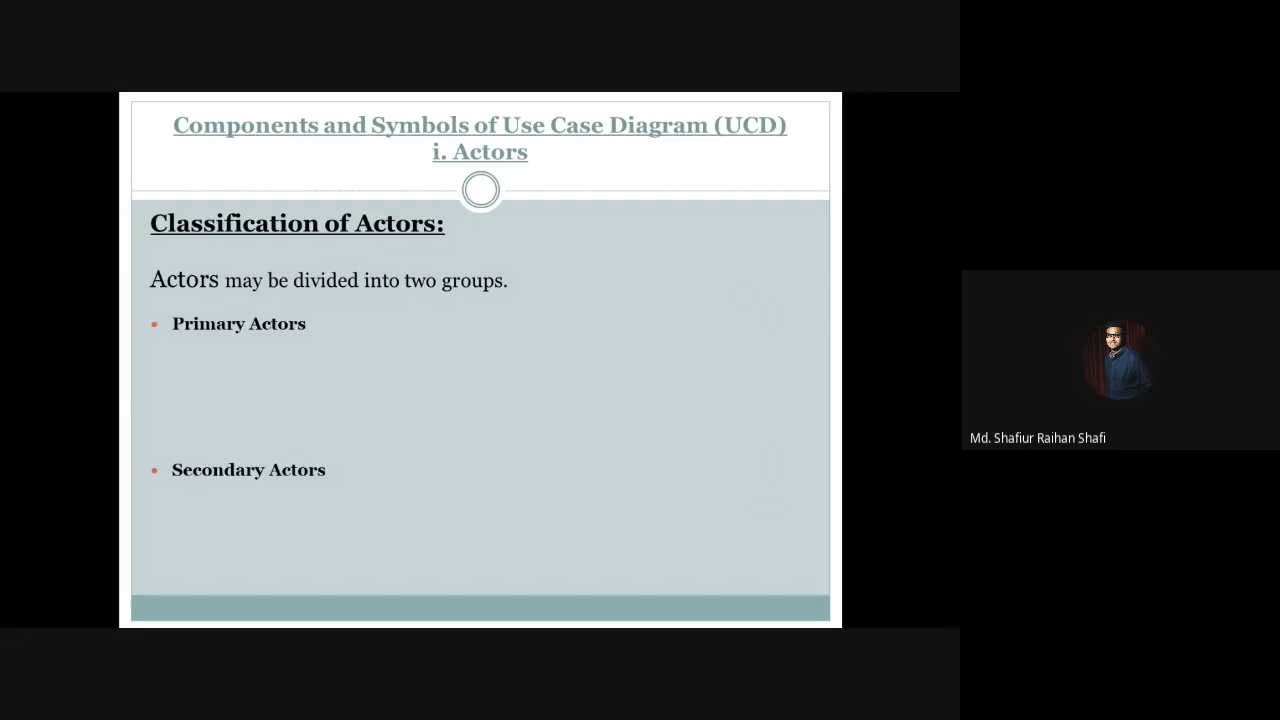 Components and Symbols of Use Case Diagram (UCD)
i. Actors
Classification of Actors:
Actors may be divided into two groups.
• Primary Actors
• Secondary Actors
Md. Shafiur Raihan Shafi